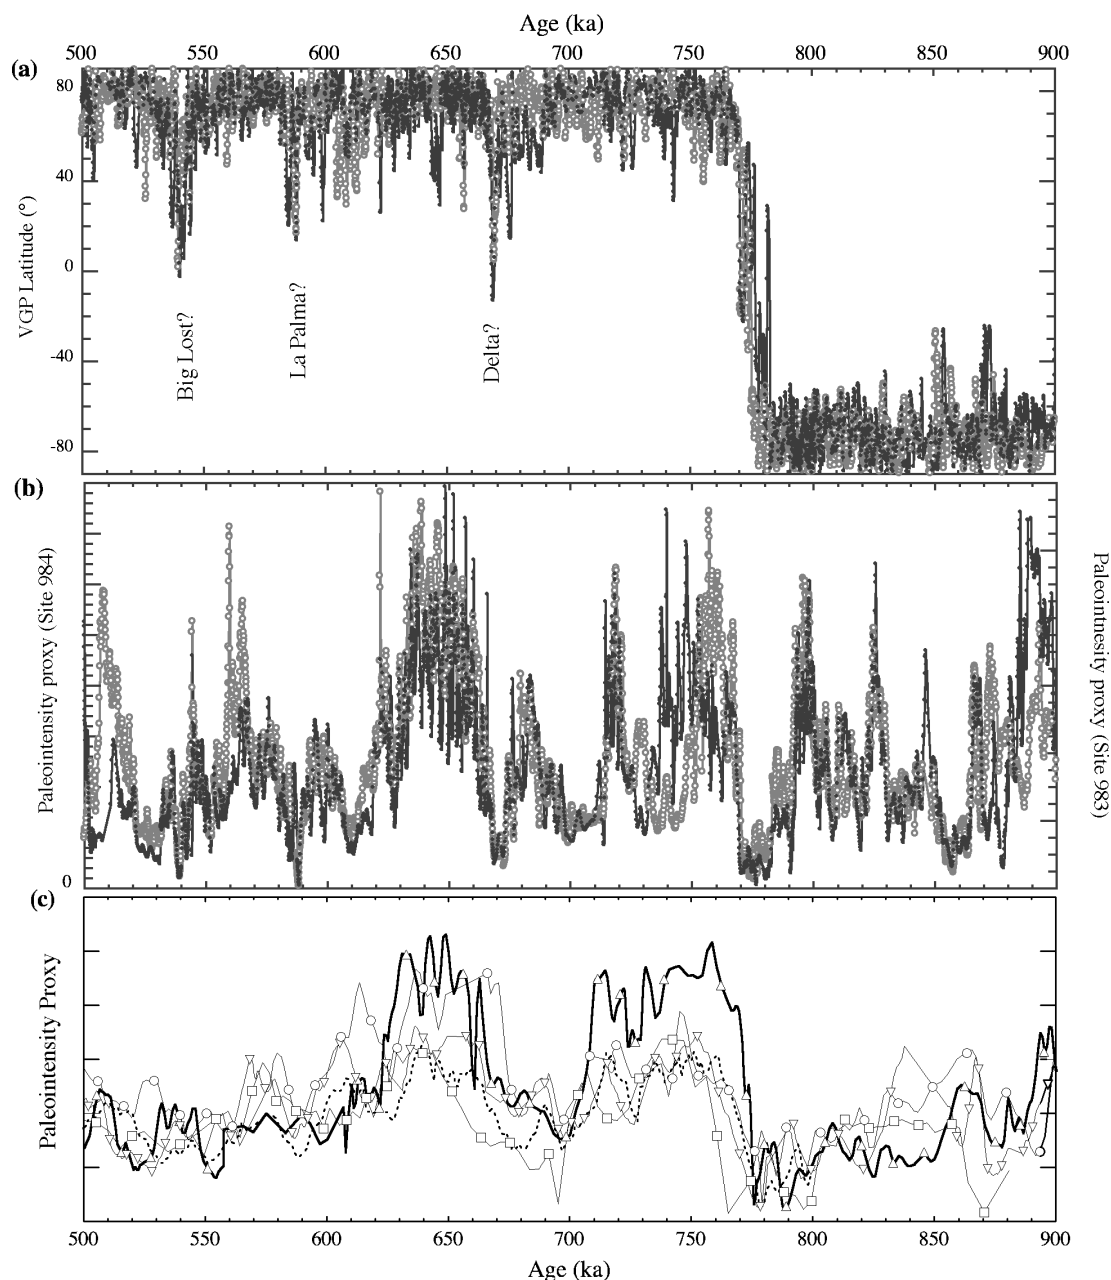 Age (ka)
500 550 600 650 700 750 800 850 900
(a)
80
40
0
-40
-80
VGP Latitude (°)
Big Lost?
La Palma?
Delta?
(b)
Paleointensity proxy (Site 984)
0
Paleointnesity proxy (Site 983)
(c)
Paleointensity Proxy
500 550 600 650 700 750 800 850 900
Age (ka)